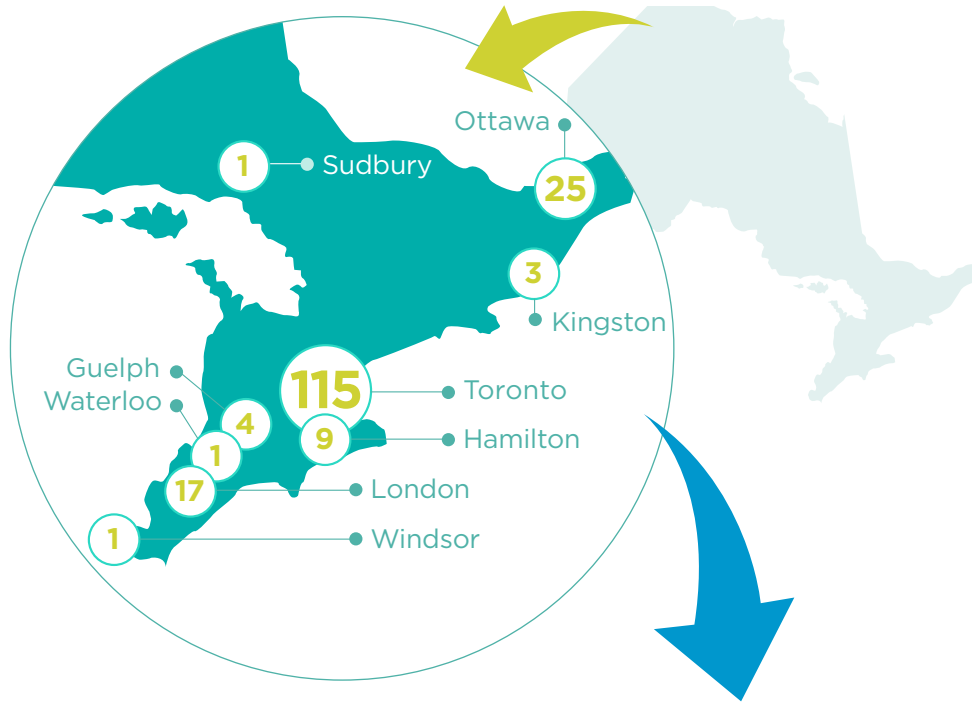 Ottawa
25
1
Sudbury
3
Kingston
Guelph
Waterloo
115
Toronto
4
9
Hamilton
1
17
London
1
Windsor